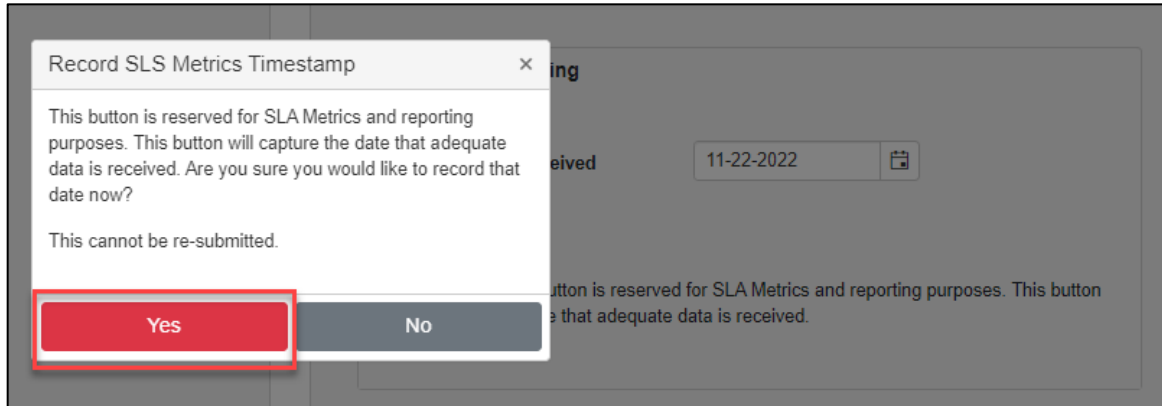 Record SLS Metrics Timestamp ×
This button is reserved for SLA Metrics and reporting
purposes. This button will capture the date that adequate
data is received. Are you sure you would like to record that
date now?
This cannot be re-submitted.
Yes
No
ing
eived
11-22-2022
utton is reserved for SLA Metrics and reporting purposes. This button
e that adequate data is received.